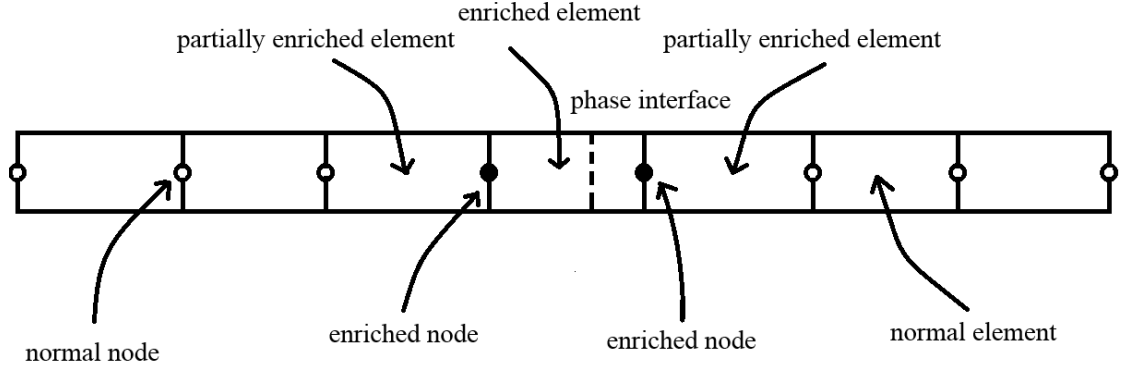 enriched element
partially enriched element
partially enriched element
phase interface
normal node
enriched node
enriched node
normal element